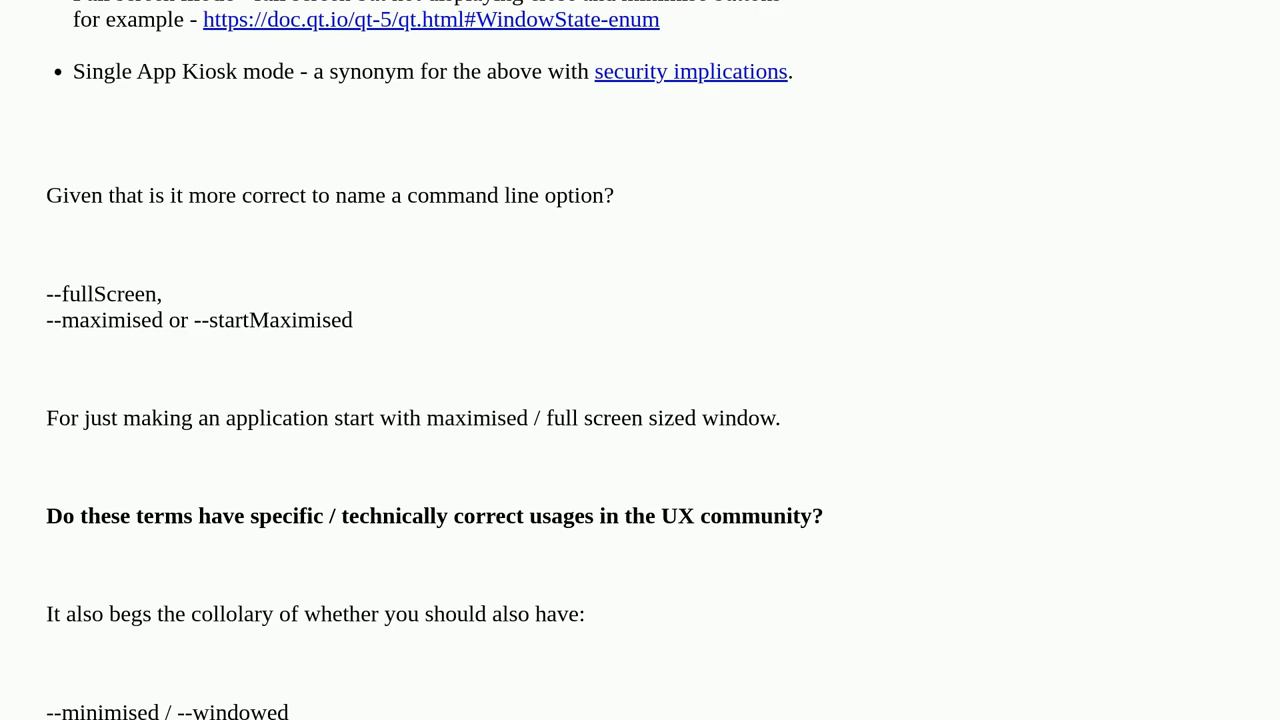 for example - https://doc.qt.io/qt-5/qt.html#WindowState-enum
Single App Kiosk mode - a synonym for the above with security implications.
Given that is it more correct to name a command line option?
--fullScreen,
--maximised or --startMaximised
For just making an application start with maximised / full screen sized window.
Do these terms have specific / technically correct usages in the UX community?
It also begs the collolary of whether you should also have:
--minimised / --windowed